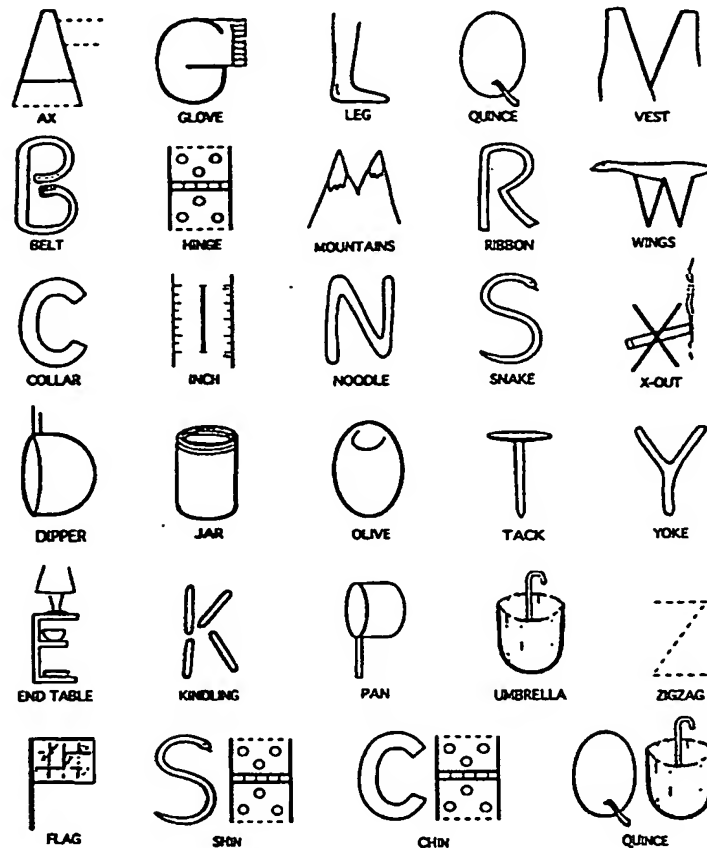 AX GLOVE LEG QUINCE VEST
BELT HINGE MOUNTAINS RIBBON WINGS
COLLAR INCH NOODLE SNAKE X-OUT
DIPPER JAR OLIVE TACK YOKE
END TABLE KINDLING PAN UMBRELLA ZIGZAG
FLAG SHIN CHIN QUINCE